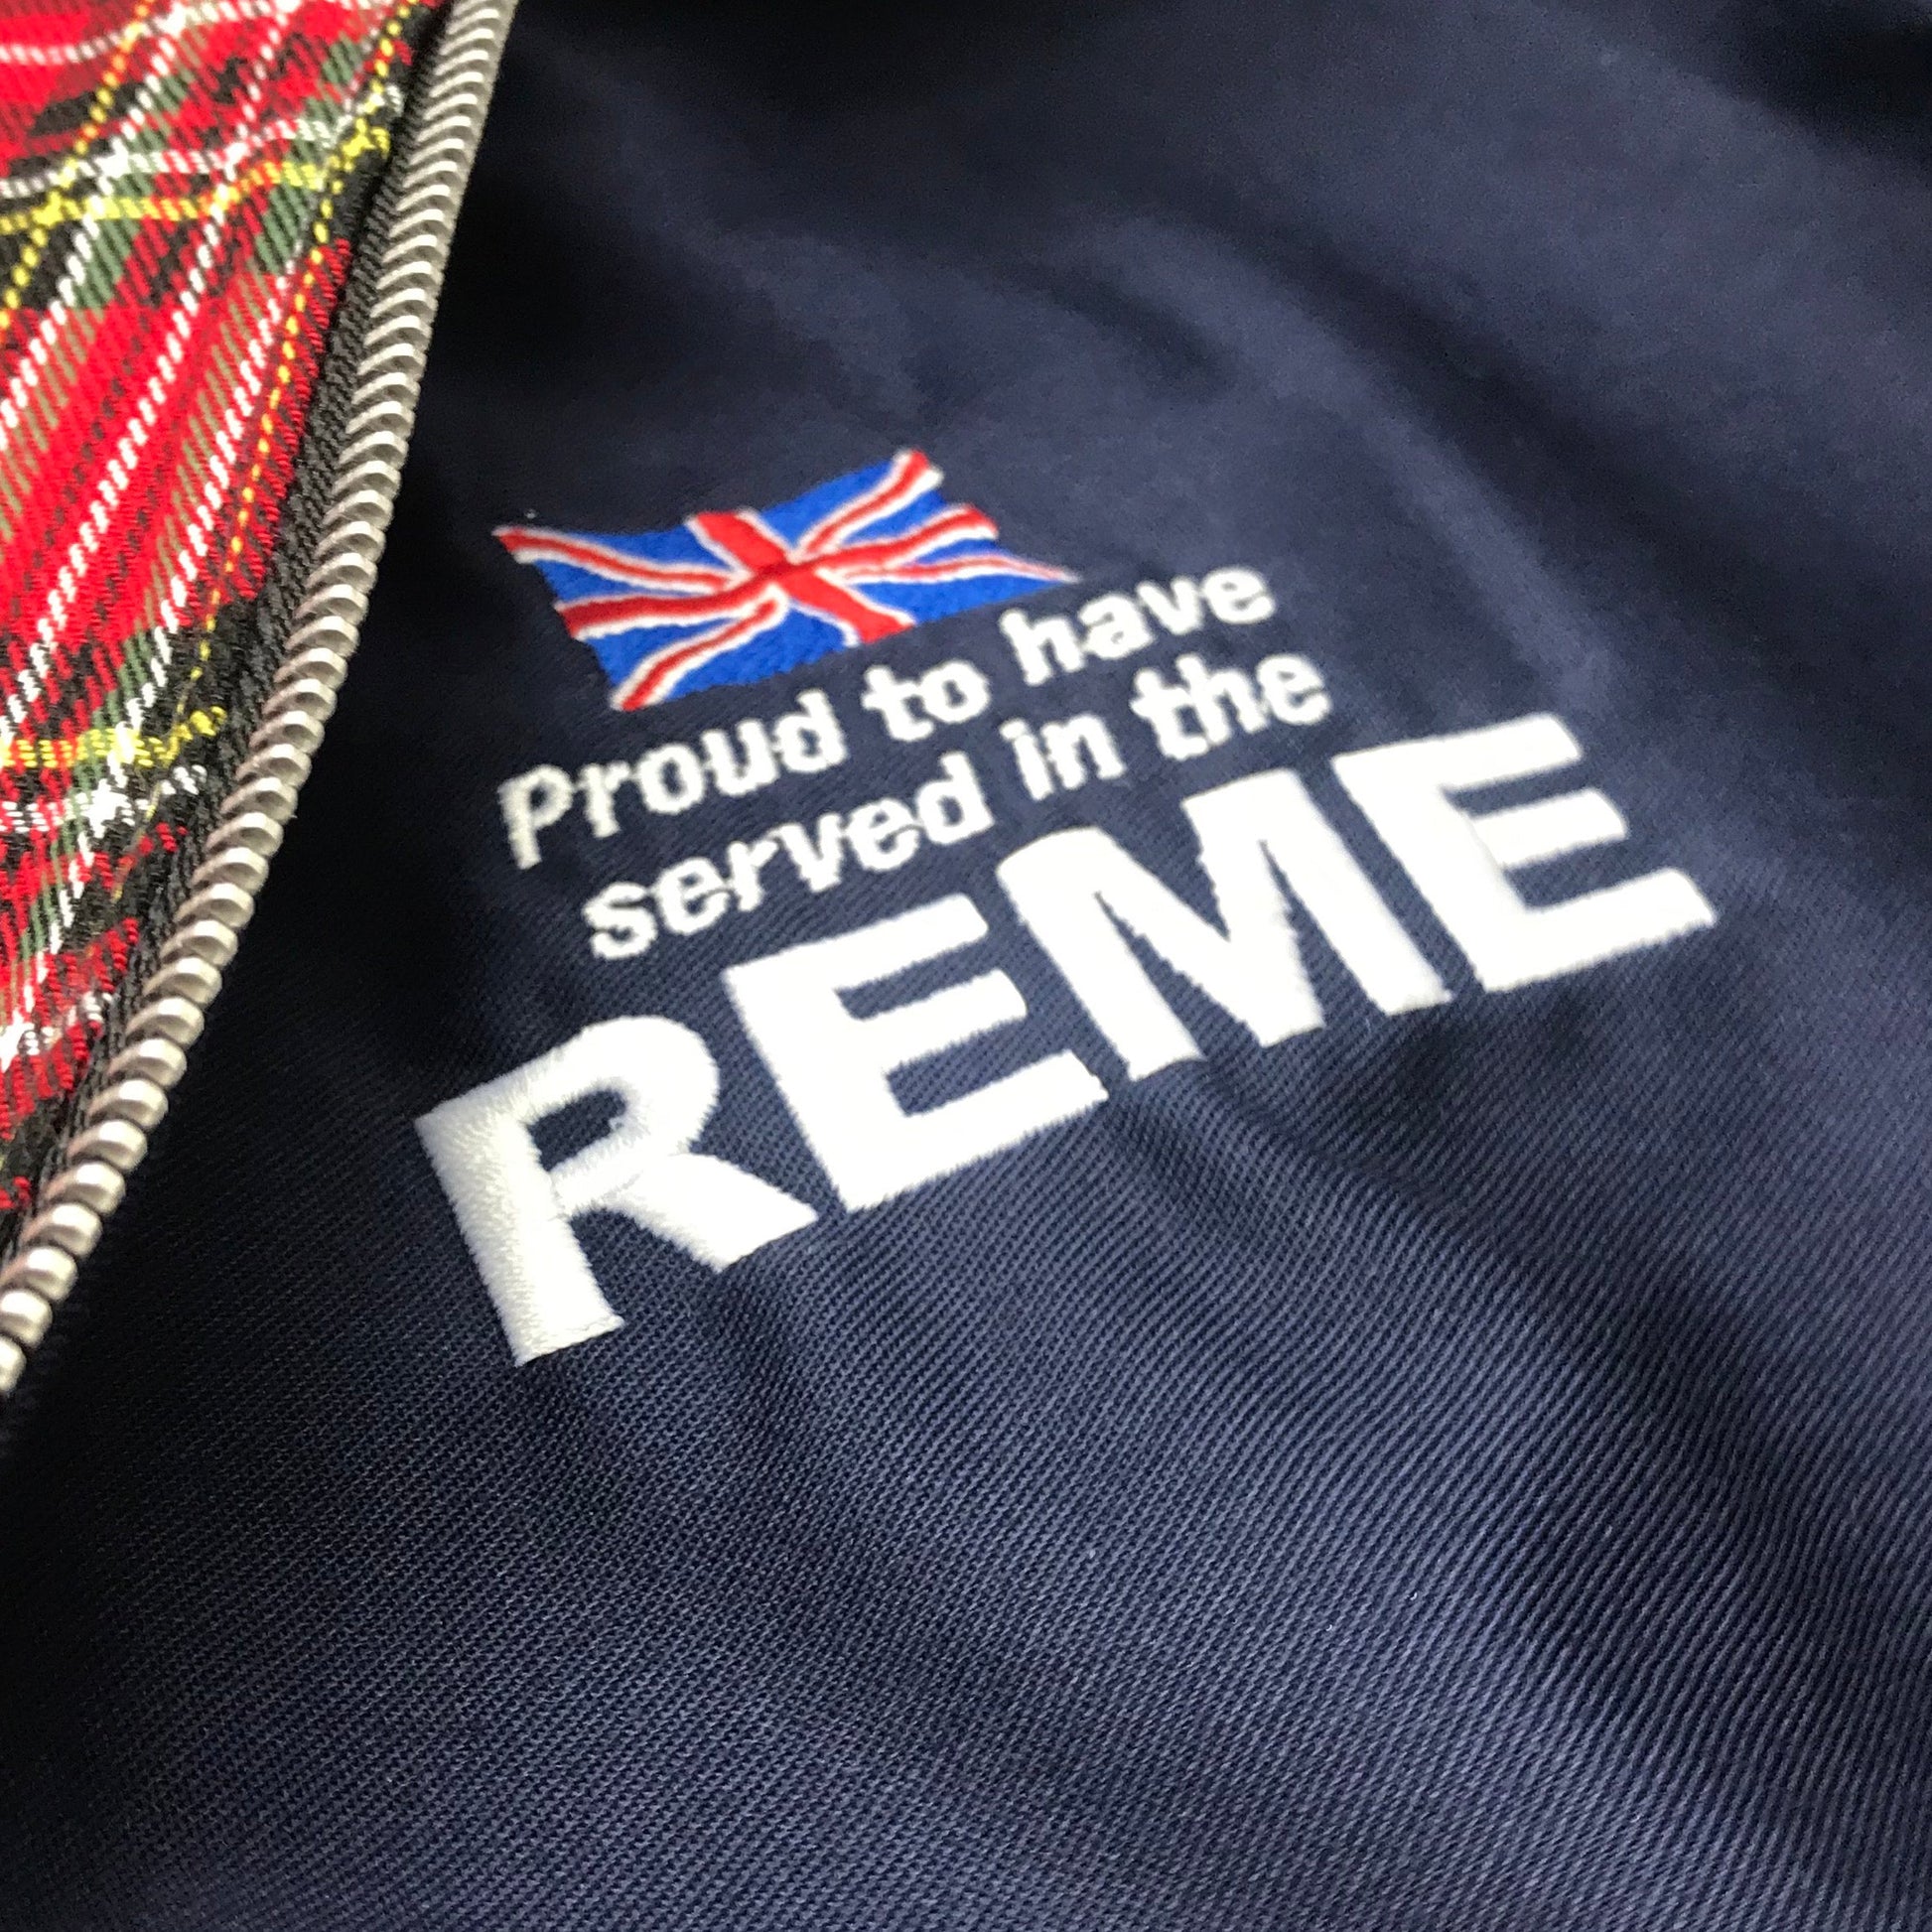 Proud to have
served in the
REME